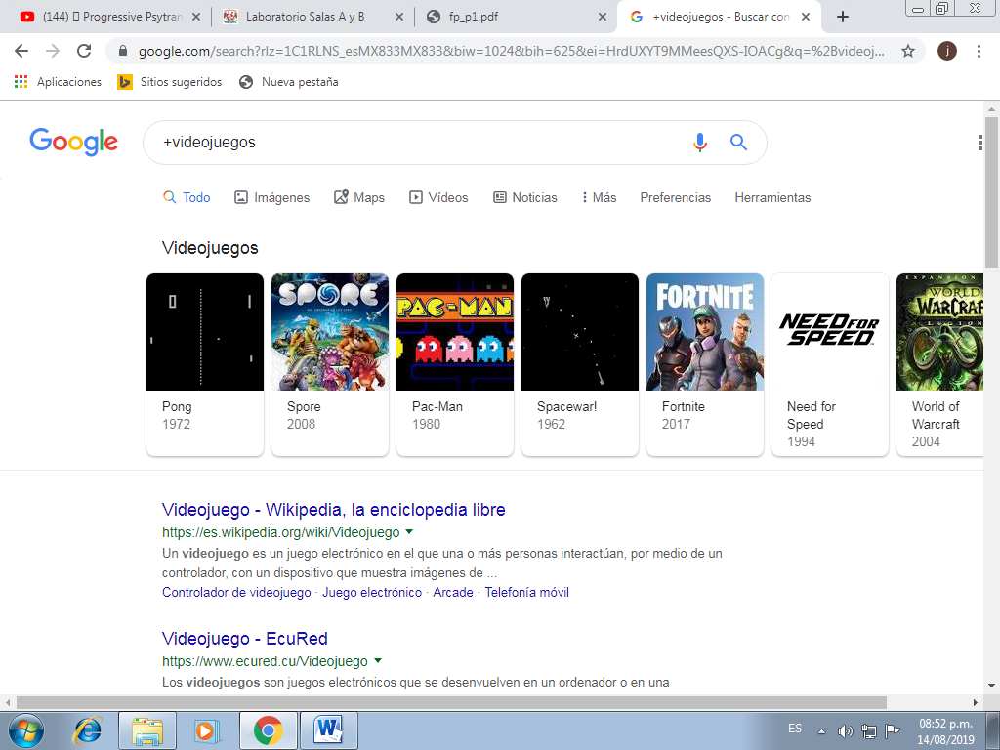 (144) Progressive Psytran
Laboratorio Salas A y B
fp_p1.pdf
+videojuegos - Buscar con
google.com/search?rlz=1C1RLNS_esMX833MX833&biw=1024&bih=625&ei=HrdUXYT9MMeesQXS-IOACg&q=%2Bvideoj...
j
Aplicaciones
Sitios sugeridos
Nueva pestaña
Google
+videojuegos
Todo
Imágenes
Maps
Vídeos
Noticias
Más
Preferencias
Herramientas
Videojuegos
SPORE
PAC-MAN
FORTNITE
NEED FOR
SPEED
EXPANSION
WORLD
WARCRAF
LEGION
Pong
1972
Spore
2008
Pac-Man
1980
Spacewar!
1962
Fortnite
2017
Need for
Speed
1994
World of
Warcraft
2004
Videojuego - Wikipedia, la enciclopedia libre
https://es.wikipedia.org/wiki/Videojuego
Un videojuego es un juego electrónico en el que una o más personas interactúan, por medio de un
controlador, con un dispositivo que muestra imágenes de ...
Controlador de videojuego · Juego electrónico · Arcade · Telefonía móvil
Videojuego - EcuRed
https://www.ecured.cu/Videojuego
Los videojuegos son juegos electrónicos que se desenvuelven en un ordenador o en una
ES
08:52 p.m.
14/08/2019